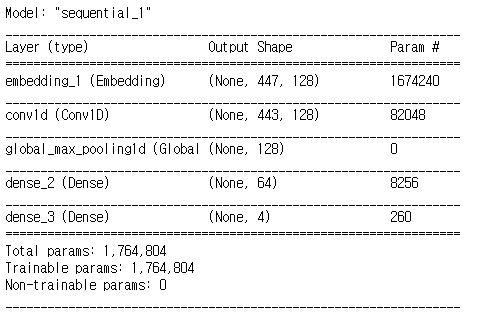 Model: "sequential_1"
_________________________________________________________________
Layer (type)                 Output Shape              Param #
=================================================================
embedding_1 (Embedding)      (None, 447, 128)          1674240
_________________________________________________________________
conv1d (Conv1D)              (None, 443, 128)          82048
_________________________________________________________________
global_max_pooling1d (Global (None, 128)               0
_________________________________________________________________
dense_2 (Dense)              (None, 64)                8256
_________________________________________________________________
dense_3 (Dense)              (None, 4)                 260
=================================================================
Total params: 1,764,804
Trainable params: 1,764,804
Non-trainable params: 0
_________________________________________________________________